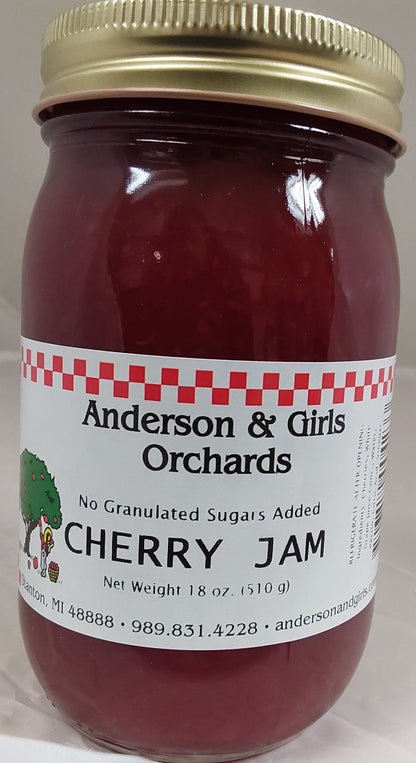 Anderson & Girls
Orchards
No Granulated Sugars Added
CHERRY JAM
Net Weight 18 oz. (510 g)
Stanton, MI 48888 • 989.831.4228 • andersonandgirls.com
REFRIGERATE AFTER OPENING